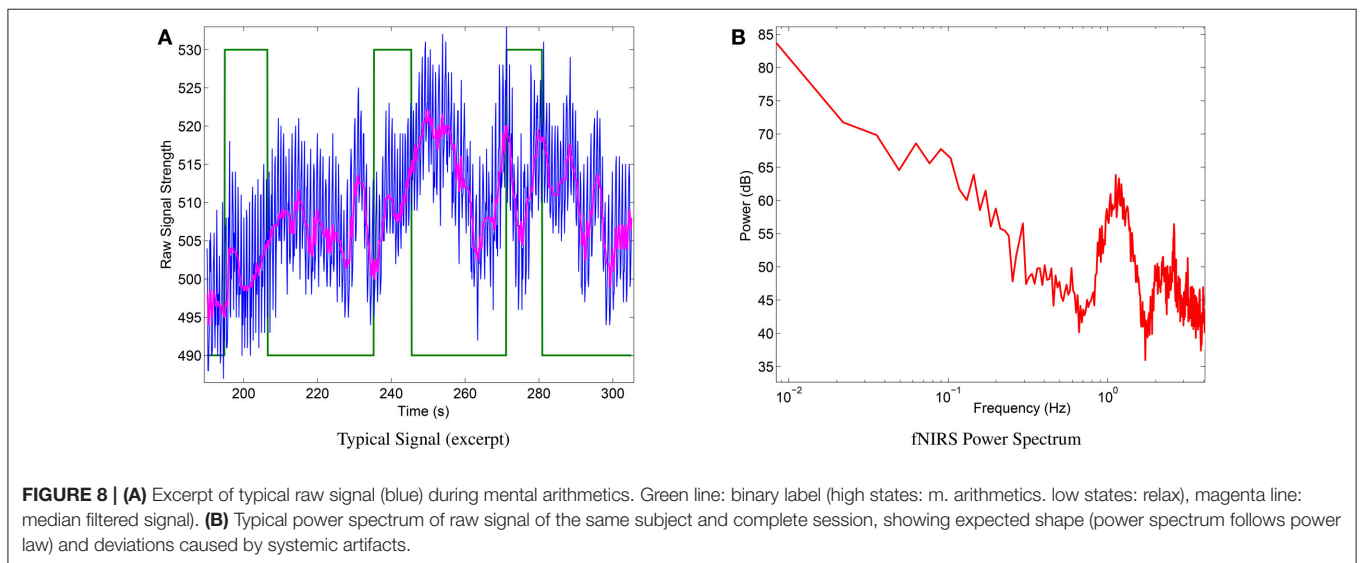 A
530
525
520
515
510
505
500
495
490
Raw Signal Strength
200 220 240 260 280 300
Time (s)
Typical Signal (excerpt)
B
85
80
75
70
65
60
55
50
45
40
35
Power (dB)
10⁻² 10⁻¹ 10⁰
Frequency (Hz)
fNIRS Power Spectrum
FIGURE 8 | (A) Excerpt of typical raw signal (blue) during mental arithmetics. Green line: binary label (high states: m. arithmetics. low states: relax), magenta line:
median filtered signal). (B) Typical power spectrum of raw signal of the same subject and complete session, showing expected shape (power spectrum follows power
law) and deviations caused by systemic artifacts.